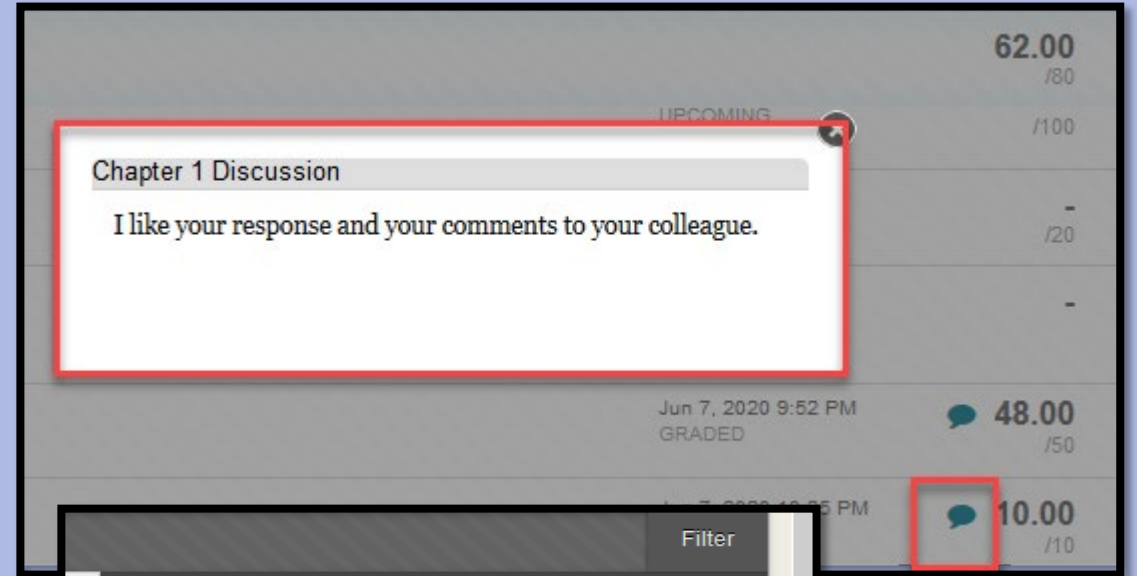 62.00
/80
UPCOMING
/100
Chapter 1 Discussion
I like your response and your comments to your colleague.
-
/20
-
Jun 7, 2020 9:52 PM
GRADED
48.00
/50
PM
10.00
/10
Filter